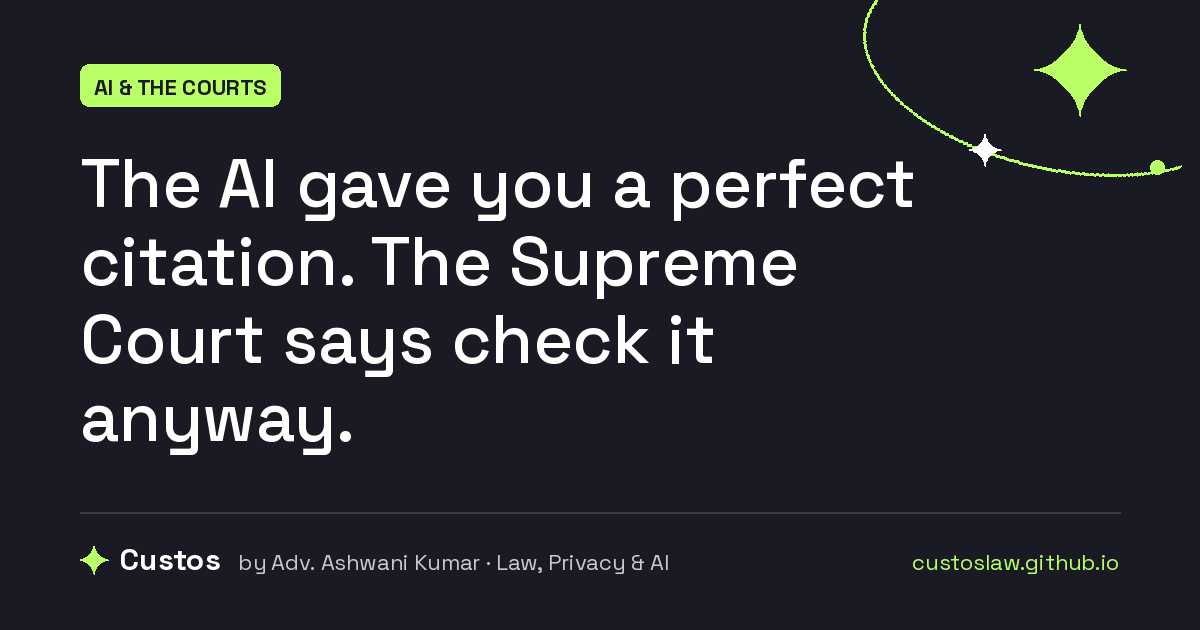 AI & THE COURTS
The AI gave you a perfect
citation. The Supreme
Court says check it
anyway.
Custos by Adv. Ashwani Kumar · Law, Privacy & AI
custoslaw.github.io